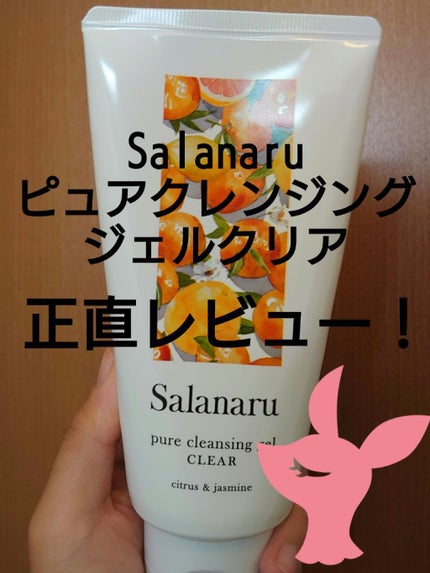 Salanaru
ピュアクレンジング
ジェルクリア
正直レビュー！
Salanaru
pure cleansing gel
CLEAR
citrus & jasmine